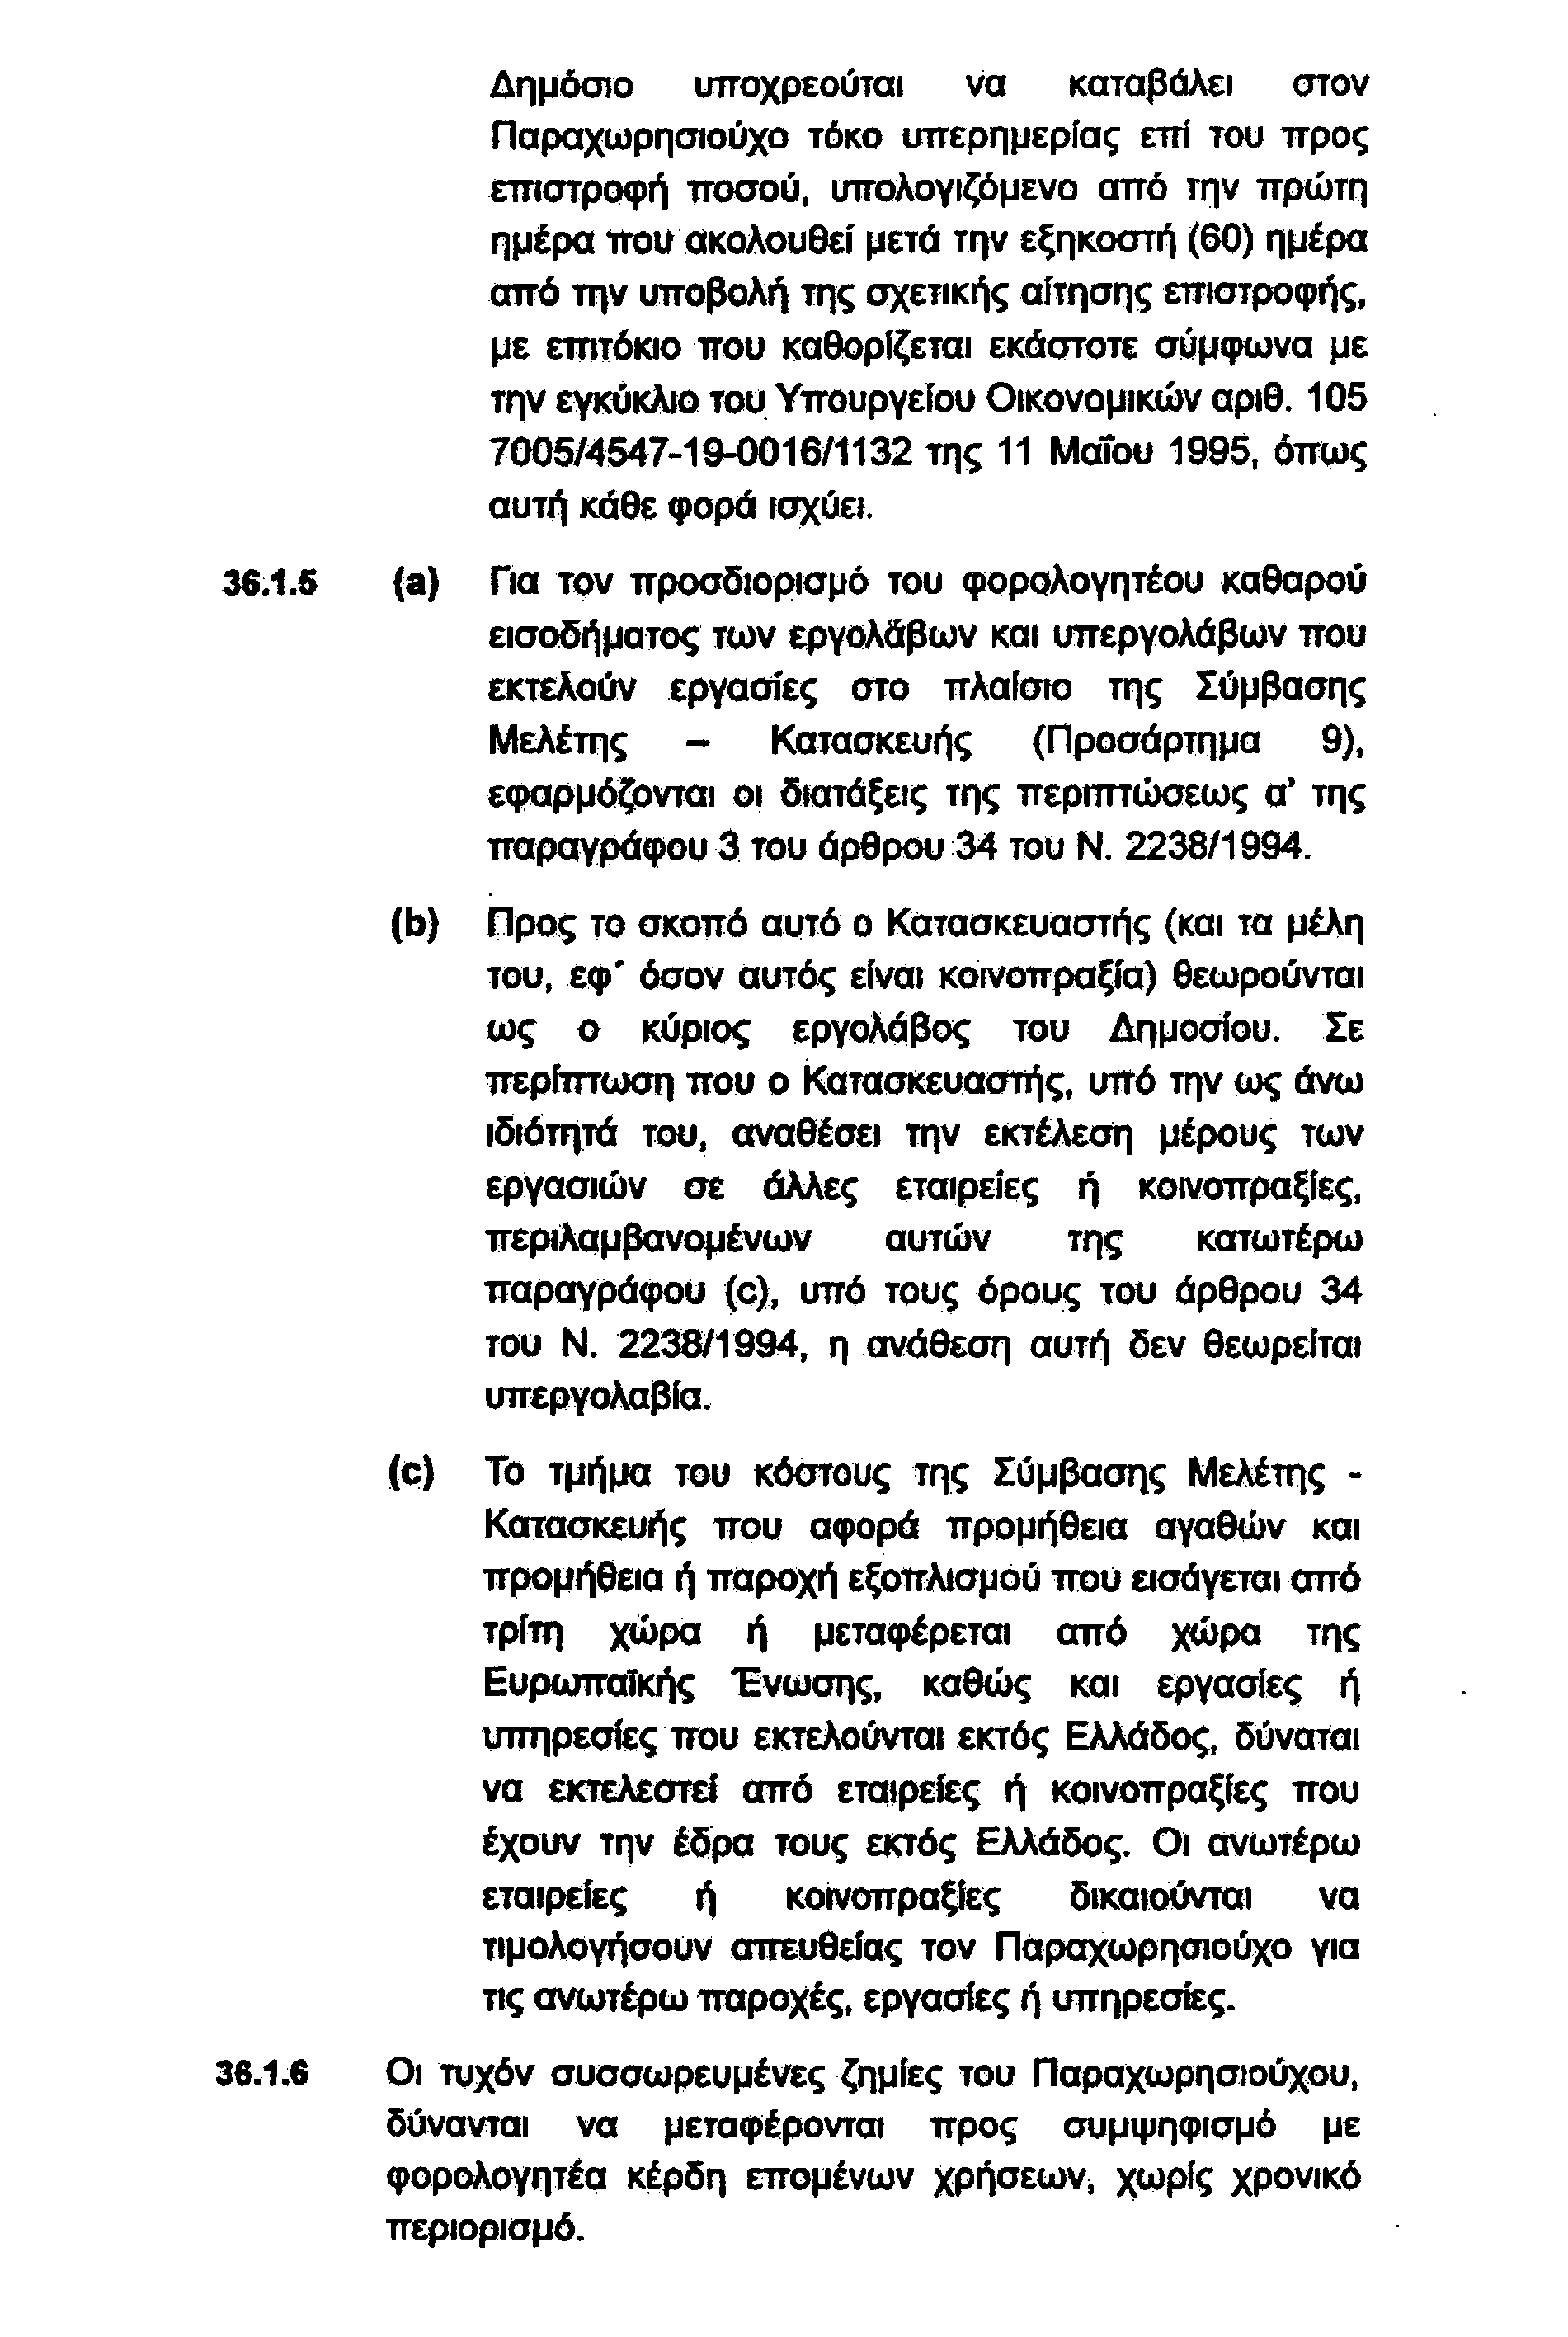 Δημόσιο υποχρεούται να καταβάλει στον
Παραχωρησιούχο τόκο υπερημερίας επί του προς
επιστροφή ποσού, υπολογιζόμενο από την πρώτη
ημέρα που ακολουθεί μετά την εξηκοστή (60) ημέρα
από την υποβολή της σχετικής αίτησης επιστροφής,
με επιτόκιο που καθορίζεται εκάστοτε σύμφωνα με
την εγκύκλιο του Υπουργείου Οικονομικών αριθ. 105
7005/4547-19-0016/1132 της 11 Μαΐου 1995, όπως
αυτή κάθε φορά ισχύει.
36.1.5 (a) Για τον προσδιορισμό του φορολογητέου καθαρού
εισοδήματος των εργολάβων και υπεργολάβων που
εκτελούν εργασίες στο πλαίσιο της Σύμβασης
Μελέτης – Κατασκευής (Προσάρτημα 9),
εφαρμόζονται οι διατάξεις της περιπτώσεως α' της
παραγράφου 3 του άρθρου 34 του Ν. 2238/1994.
(b) Προς το σκοπό αυτό ο Κατασκευαστής (και τα μέλη
του, εφ' όσον αυτός είναι κοινοπραξία) θεωρούνται
ως ο κύριος εργολάβος του Δημοσίου. Σε
περίπτωση που ο Κατασκευαστής, υπό την ως άνω
ιδιότητά του, αναθέσει την εκτέλεση μέρους των
εργασιών σε άλλες εταιρείες ή κοινοπραξίες,
περιλαμβανομένων αυτών της κατωτέρω
παραγράφου (c), υπό τους όρους του άρθρου 34
του Ν. 2238/1994, η ανάθεση αυτή δεν θεωρείται
υπεργολαβία.
(c) Το τμήμα του κόστους της Σύμβασης Μελέτης -
Κατασκευής που αφορά προμήθεια αγαθών και
προμήθεια ή παροχή εξοπλισμού που εισάγεται από
τρίτη χώρα ή μεταφέρεται από χώρα της
Ευρωπαϊκής Ένωσης, καθώς και εργασίες ή
υπηρεσίες που εκτελούνται εκτός Ελλάδος, δύναται
να εκτελεστεί από εταιρείες ή κοινοπραξίες που
έχουν την έδρα τους εκτός Ελλάδος. Οι ανωτέρω
εταιρείες ή κοινοπραξίες δικαιούνται να
τιμολογήσουν απευθείας τον Παραχωρησιούχο για
τις ανωτέρω παροχές, εργασίες ή υπηρεσίες.
36.1.6 Οι τυχόν συσσωρευμένες ζημίες του Παραχωρησιούχου,
δύνανται να μεταφέρονται προς συμψηφισμό με
φορολογητέα κέρδη επομένων χρήσεων, χωρίς χρονικό
περιορισμό.